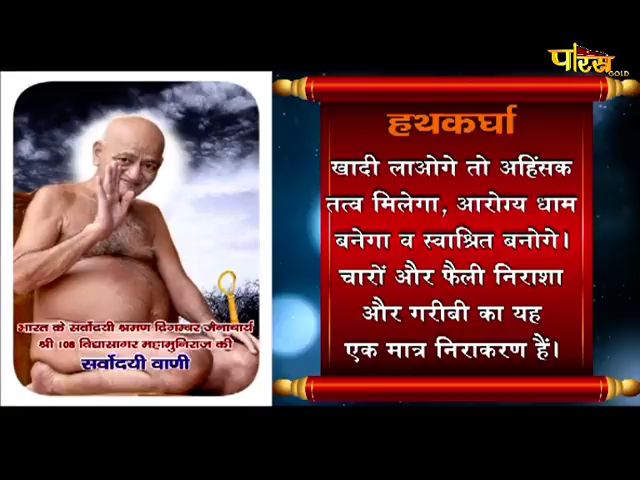 पारस
GOLD
हथकर्घा
खादी लाओगे तो अहिंसक
तत्व मिलेगा, आरोग्य धाम
बनेगा व स्वाश्रित बनोगे।
चारों और फैली निराशा
और गरीबी का यह
एक मात्र निराकरण हैं।
भारत के सर्वोदयी श्रमण दिगम्बर जैनाचार्य
श्री 108 विद्यासागर महामुनिराज की
सर्वोदयी वाणी